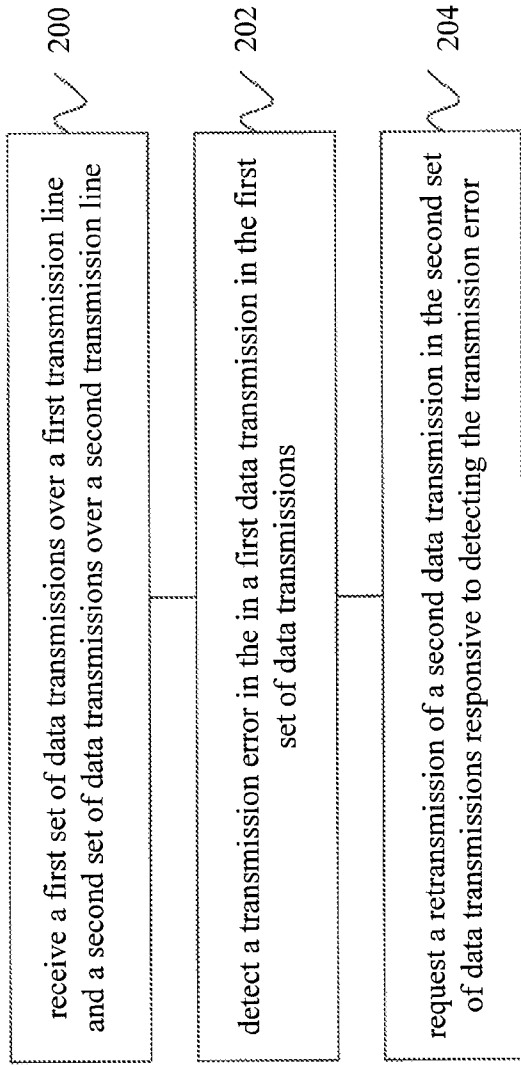 receive a first set of data transmissions over a first transmission line
and a second set of data transmissions over a second transmission line
200
detect a transmission error in the in a first data transmission in the first
set of data transmissions
202
request a retransmission of a second data transmission in the second set
of data transmissions responsive to detecting the transmission error
204